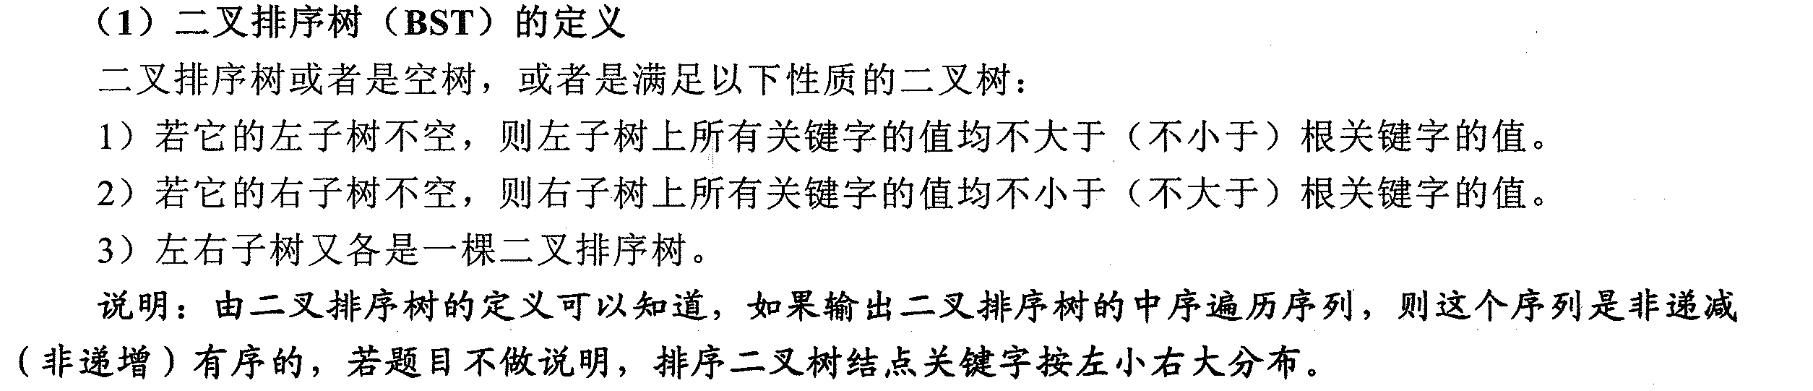 （1）二叉排序树（BST）的定义
二叉排序树或者是空树，或者是满足以下性质的二叉树：
1）若它的左子树不空，则左子树上所有关键字的值均不大于（不小于）根关键字的值。
2）若它的右子树不空，则右子树上所有关键字的值均不小于（不大于）根关键字的值。
3）左右子树又各是一棵二叉排序树。
说明：由二叉排序树的定义可以知道，如果输出二叉排序树的中序遍历序列，则这个序列是非递减
（非递增）有序的，若题目不做说明，排序二叉树结点关键字按左小右大分布。